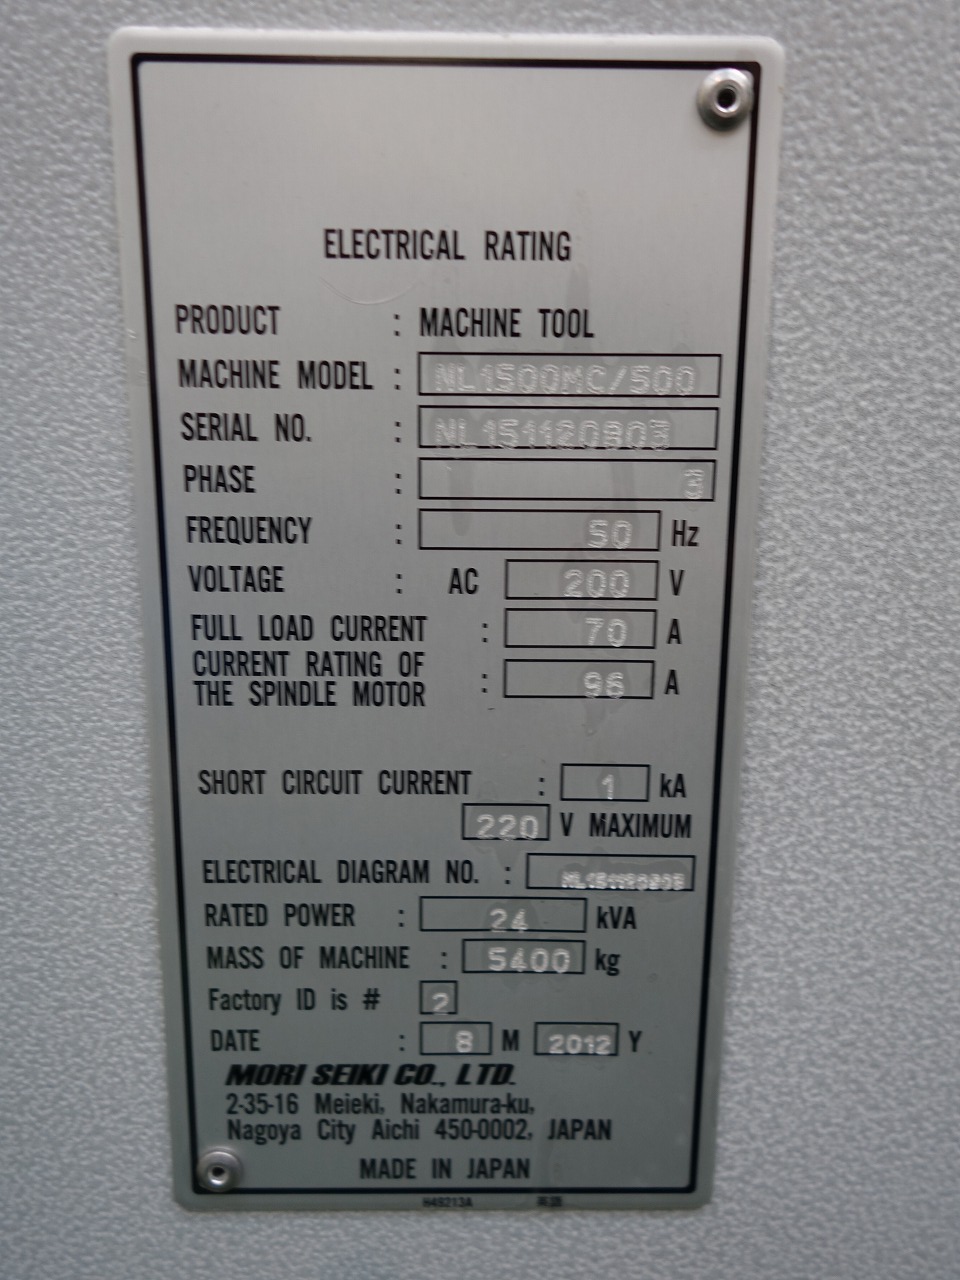 ELECTRICAL RATING
PRODUCT : MACHINE TOOL
MACHINE MODEL : NL1500MC/500
SERIAL NO. :
PHASE : 3
FREQUENCY : 50 Hz
VOLTAGE : AC 200 V
FULL LOAD CURRENT : 70 A
CURRENT RATING OF
THE SPINDLE MOTOR : 96 A
SHORT CIRCUIT CURRENT : 1 kA
220 V MAXIMUM
ELECTRICAL DIAGRAM NO. :
RATED POWER : 24 kVA
MASS OF MACHINE : 5400 kg
Factory ID is # 2
DATE : 8 M 2012 Y
MORI SEIKI CO., LTD.
2-35-16 Meieki, Nakamura-ku,
Nagoya City Aichi 450-0002, JAPAN
MADE IN JAPAN
H49213A